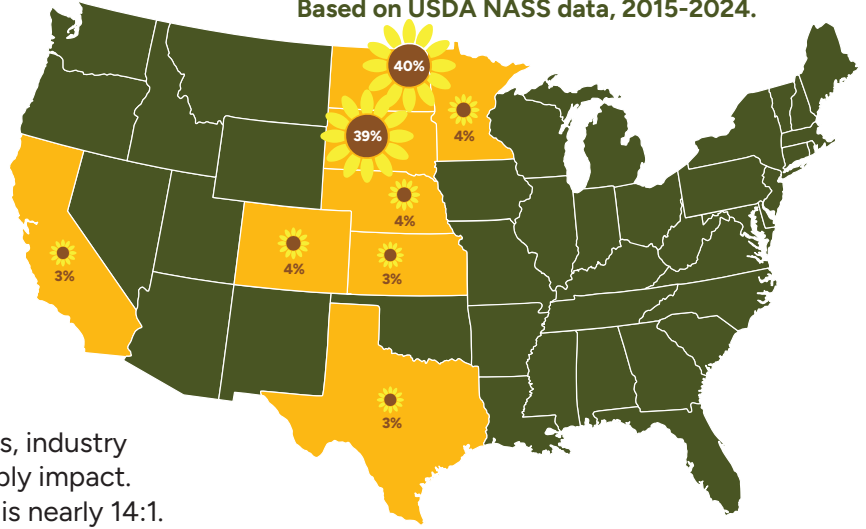 Based on USDA NASS data, 2015-2024.
40%
39%
4%
4%
3%
4%
3%
3%
s, industry
ply impact.
is nearly 14:1.